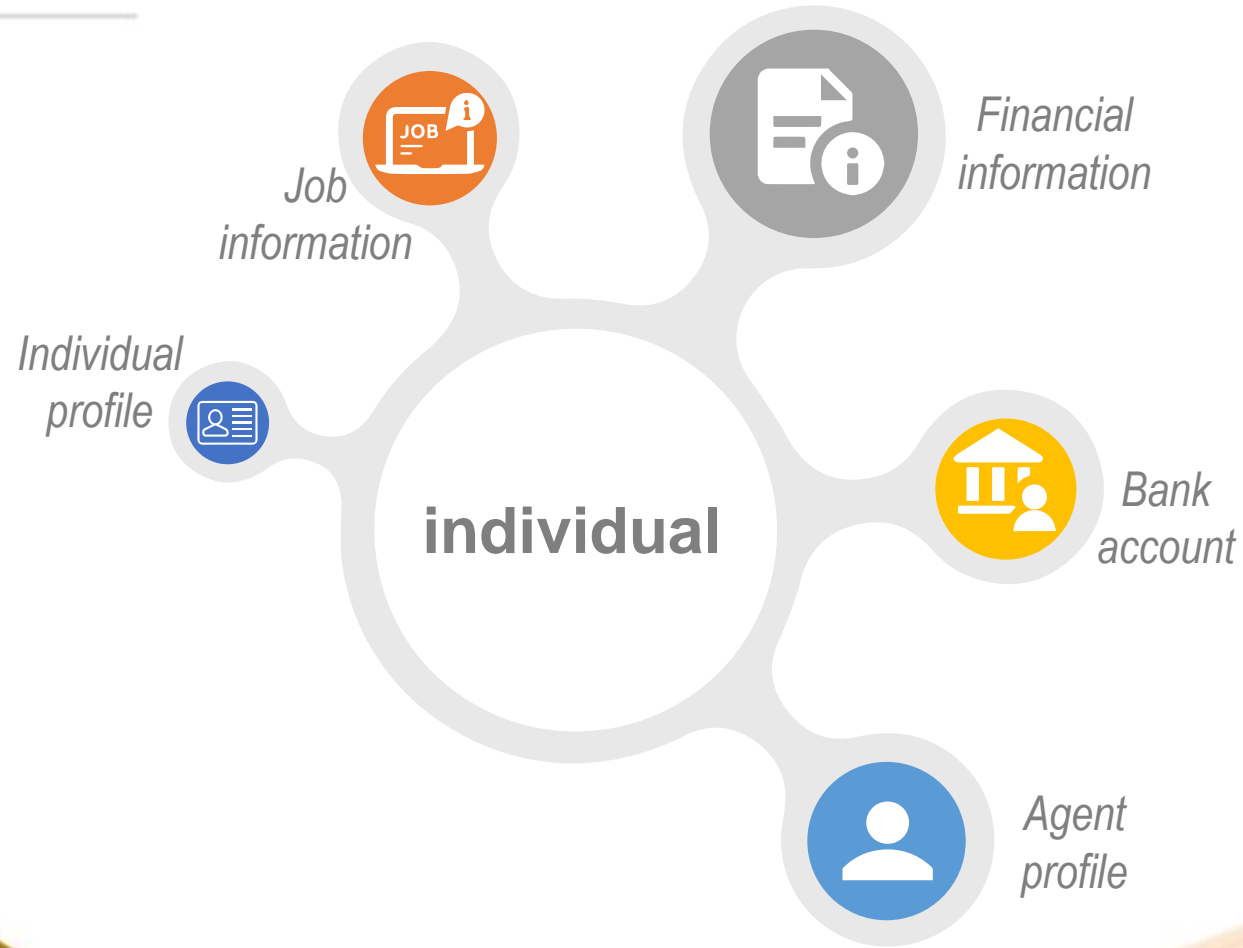 Financial
information
JOB
i
i
Job
information
Individual
profile
individual
Bank
account
Agent
profile